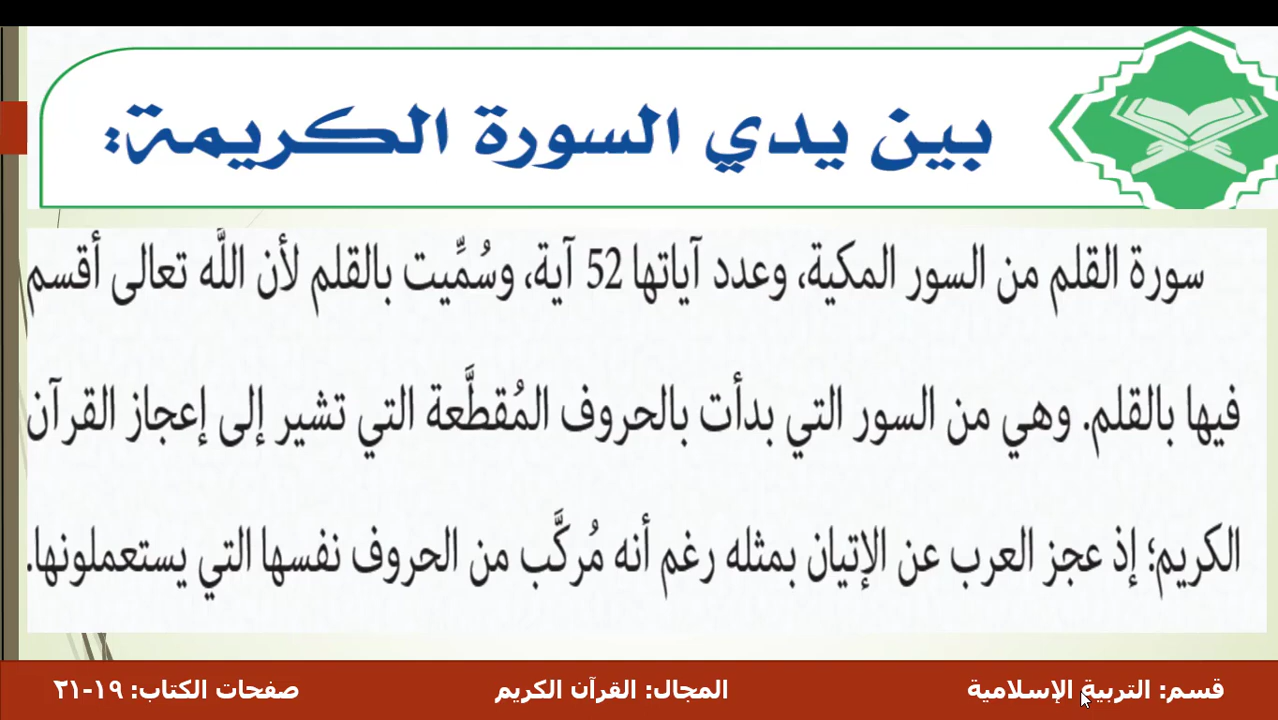 بين يدي السورة الكريمة:
سورة القلم من السور المكية، وعدد آياتها 52 آية، وسُمِّيت بالقلم لأن اللَّه تعالى أقسم
فيها بالقلم. وهي من السور التي بدأت بالحروف المُقطَّعة التي تشير إلى إعجاز القرآن
الكريم؛ إذ عجز العرب عن الإتيان بمثله رغم أنه مُركَّب من الحروف نفسها التي يستعملونها.
قسم: التربية الإسلامية المجال: القرآن الكريم صفحات الكتاب: ١٩-٢١